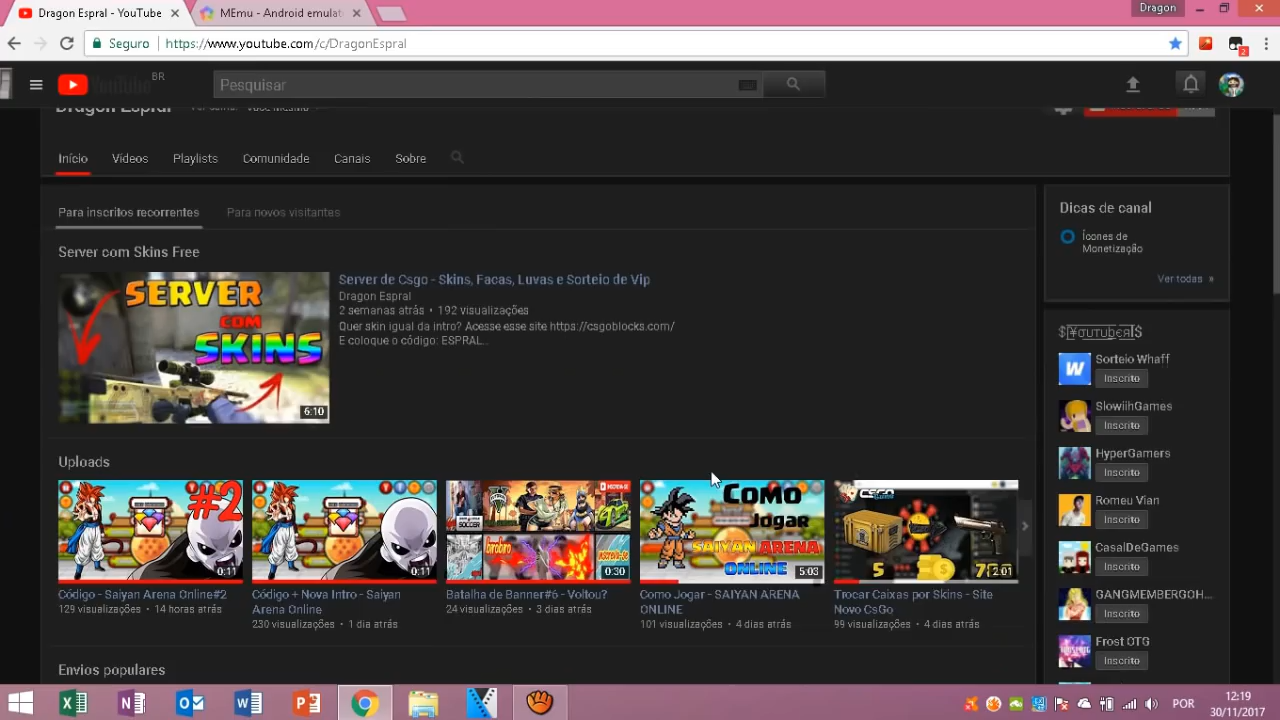 Dragon Espral - YouTube
MEmu - Android emulat
Dragon
Seguro
https://www.youtube.com/c/DragonEspral
2
YouTube BR
Pesquisar
Dragon Espral
Início
Vídeos
Playlists
Comunidade
Canais
Sobre
Para inscritos recorrentes
Para novos visitantes
Dicas de canal
Ícones de
Monetização
Ver todas »
Server com Skins Free
SERVER
COM
SKINS
6:10
Server de Csgo - Skins, Facas, Luvas e Sorteio de Vip
Dragon Espral
2 semanas atrás • 192 visualizações
Quer skin igual da intro? Acesse esse site https://csgoblocks.com/
E coloque o código: ESPRAL...
Sorteio Whaff
Inscrito
SlowiihGames
Inscrito
HyperGamers
Inscrito
Romeu Vian
Inscrito
CasalDeGames
Inscrito
GANGMEMBERGOH...
Inscrito
Frost OTG
Inscrito
Uploads
#2
0:11
Código - Saiyan Arena Online#2
129 visualizações • 14 horas atrás
0:11
Código + Nova Intro - Saiyan
Arena Online
230 visualizações • 1 dia atrás
0:30
Batalha de Banner#6 - Voltou?
24 visualizações • 3 dias atrás
COMO
Jogar
SAIYAN ARENA
ONLINE
5:03
Como Jogar - SAIYAN ARENA
ONLINE
101 visualizações • 4 dias atrás
CSGO
5
2:01
Trocar Caixas por Skins - Site
Novo CsGo
99 visualizações • 4 dias atrás
Envios populares
POR
12:19
30/11/2017